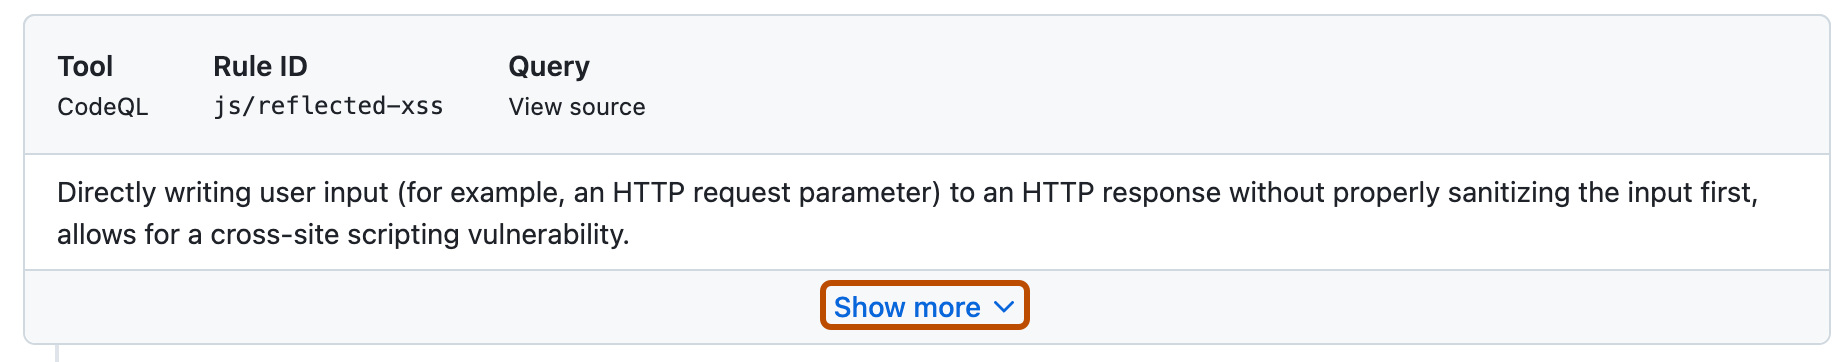 Tool Rule ID Query
CodeQL js/reflected-xss View source
Directly writing user input (for example, an HTTP request parameter) to an HTTP response without properly sanitizing the input first,
allows for a cross-site scripting vulnerability.
Show more